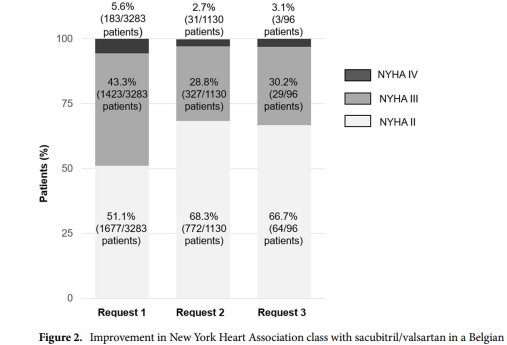 5.6%
(183/3283
patients)
2.7%
(31/1130
patients)
3.1%
(3/96
patients)
100
43.3%
(1423/3283
patients)
28.8%
(327/1130
patients)
30.2%
(29/96
patients)
NYHA IV
NYHA III
NYHA II
75
Patients (%)
50
51.1%
(1677/3283
patients)
68.3%
(772/1130
patients)
66.7%
(64/96
patients)
25
0
Request 1
Request 2
Request 3
Figure 2. Improvement in New York Heart Association class with sacubitril/valsartan in a Belgian